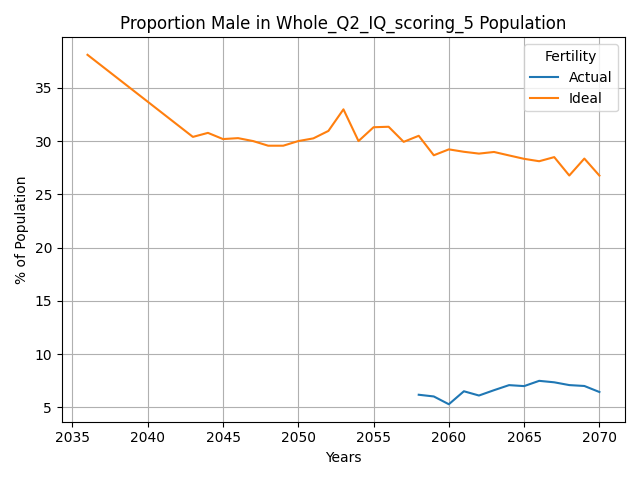 Proportion Male in Whole_Q2_IQ_scoring_5 Population
Fertility
Actual
Ideal
% of Population
35
30
25
20
15
10
5
2035 2040 2045 2050 2055 2060 2065 2070
Years